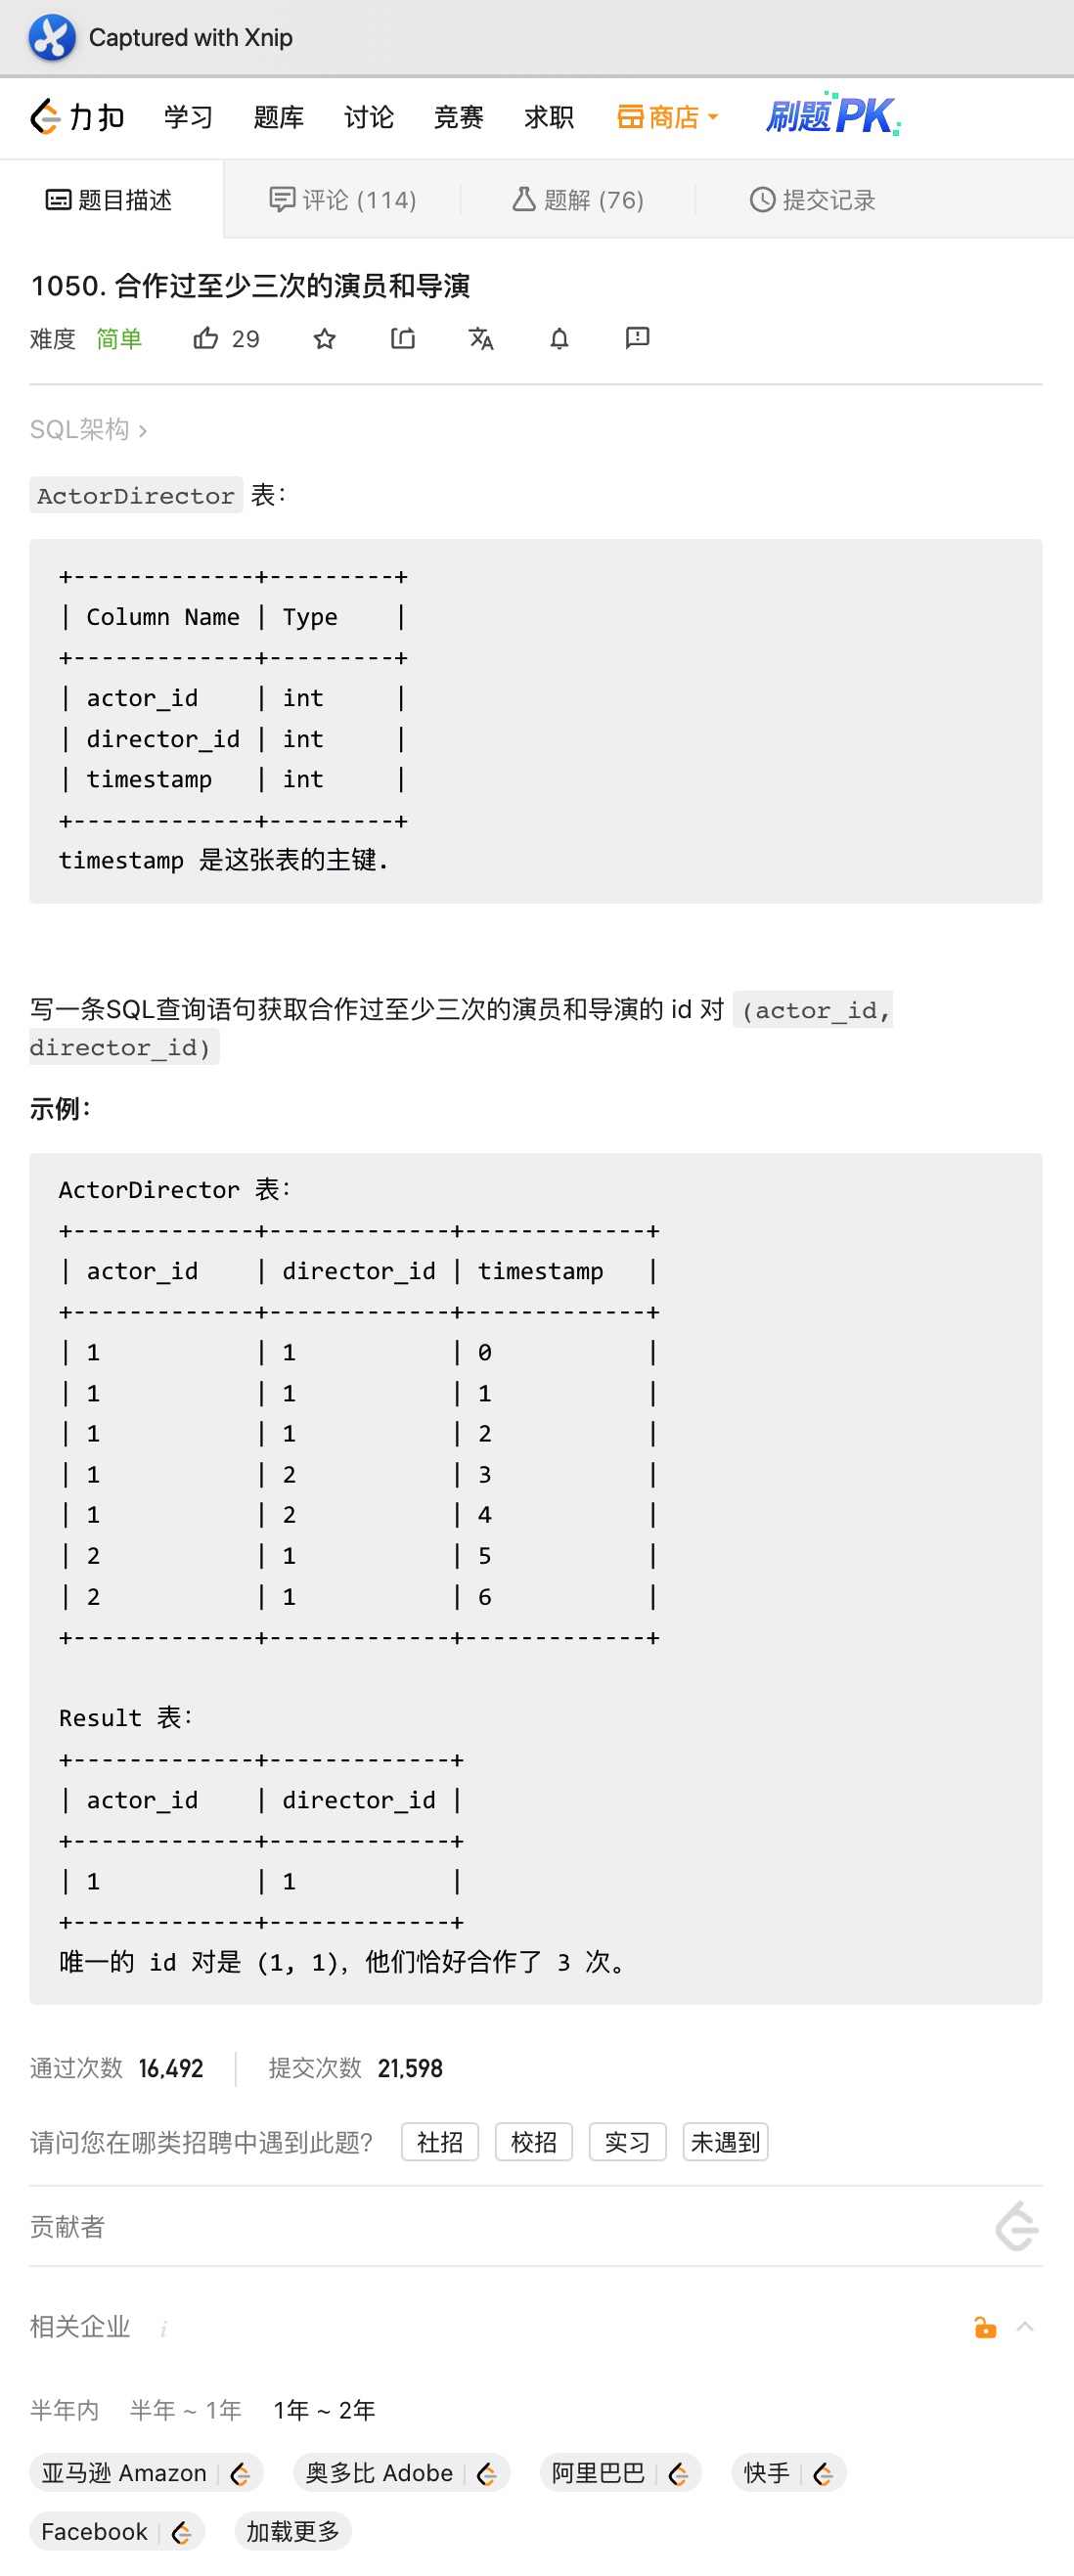 Captured with Xnip
力扣 学习 题库 讨论 竞赛 求职 商店 刷题PK
题目描述 评论 (114) 题解 (76) 提交记录
1050. 合作过至少三次的演员和导演
难度 简单 29
SQL架构 >
ActorDirector 表：
+-------------+---------+
| Column Name | Type    |
+-------------+---------+
| actor_id    | int     |
| director_id | int     |
| timestamp   | int     |
+-------------+---------+
timestamp 是这张表的主键.
写一条SQL查询语句获取合作过至少三次的演员和导演的 id 对 (actor_id,
director_id)
示例：
ActorDirector 表：
+-------------+-------------+-------------+
| actor_id    | director_id | timestamp   |
+-------------+-------------+-------------+
| 1           | 1           | 0           |
| 1           | 1           | 1           |
| 1           | 1           | 2           |
| 1           | 2           | 3           |
| 1           | 2           | 4           |
| 2           | 1           | 5           |
| 2           | 1           | 6           |
+-------------+-------------+-------------+
Result 表：
+-------------+-------------+
| actor_id    | director_id |
+-------------+-------------+
| 1           | 1           |
+-------------+-------------+
唯一的 id 对是 (1, 1)，他们恰好合作了 3 次。
通过次数 16,492 提交次数 21,598
请问您在哪类招聘中遇到此题？ 社招 校招 实习 未遇到
贡献者
相关企业 i
半年内 半年 ~ 1年 1年 ~ 2年
亚马逊 Amazon 奥多比 Adobe 阿里巴巴 快手
Facebook 加载更多